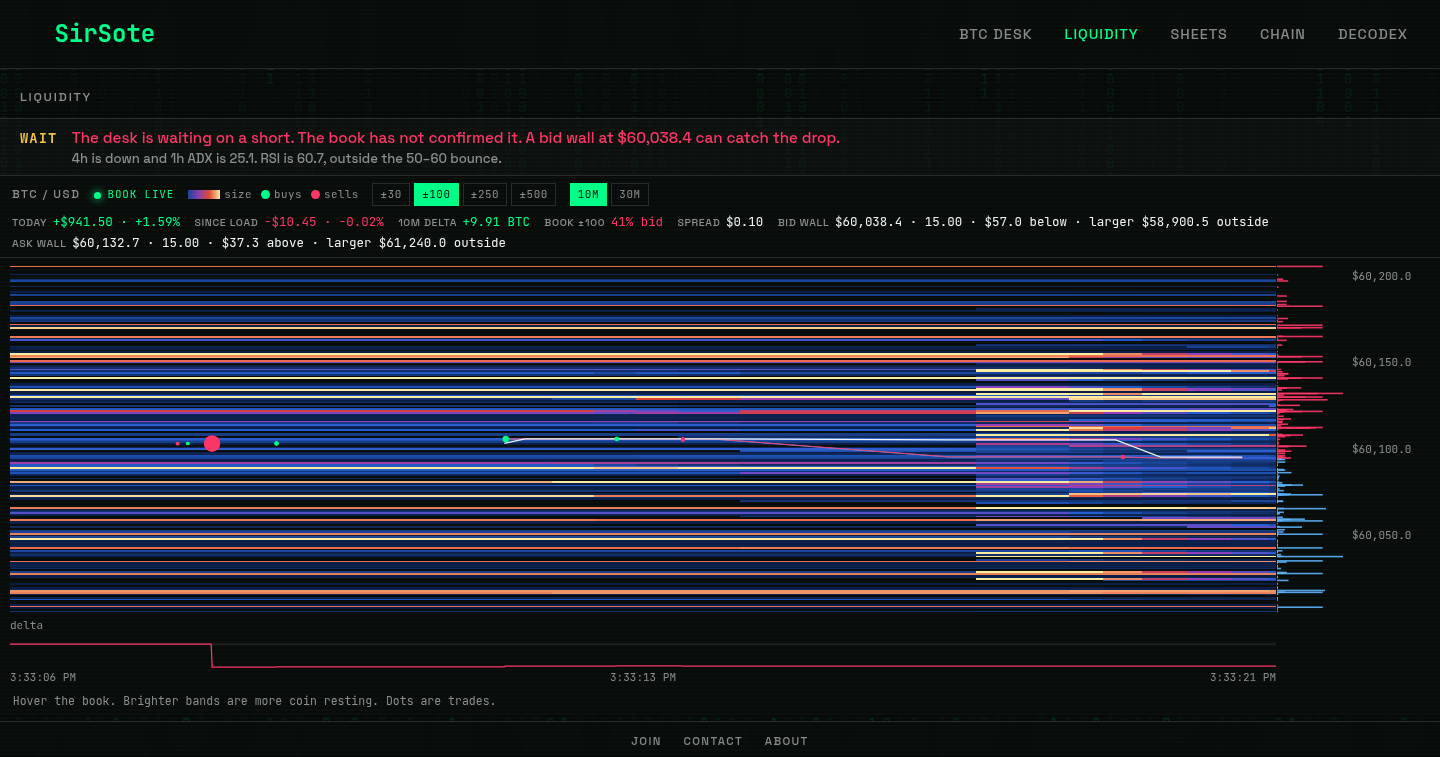 SirSote
BTC DESK LIQUIDITY SHEETS CHAIN DECODEX
LIQUIDITY
WAIT The desk is waiting on a short. The book has not confirmed it. A bid wall at $60,038.4 can catch the drop.
4h is down and 1h ADX is 25.1. RSI is 60.7, outside the 50–60 bounce.
BTC / USD BOOK LIVE size buys sells ±30 ±100 ±250 ±500 10M 30M
TODAY +$941.50 · +1.59% SINCE LOAD -$10.45 · -0.02% 10M DELTA +9.91 BTC BOOK ±100 41% bid SPREAD $0.10 BID WALL $60,038.4 · 15.00 · $57.0 below · larger $58,900.5 outside
ASK WALL $60,132.7 · 15.00 · $37.3 above · larger $61,240.0 outside
$60,200.0
$60,150.0
$60,100.0
$60,050.0
delta
3:33:06 PM 3:33:13 PM 3:33:21 PM
Hover the book. Brighter bands are more coin resting. Dots are trades.
JOIN CONTACT ABOUT